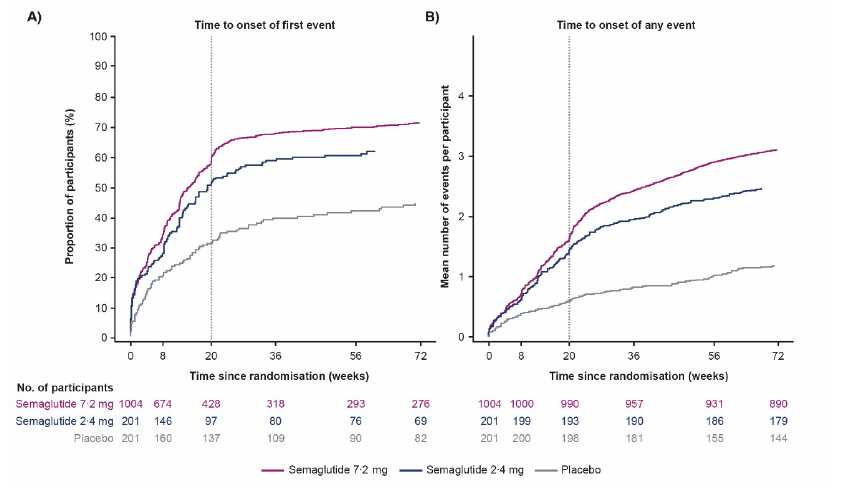 A)
Time to onset of first event
Proportion of participants (%)
100
90
80
70
60
50
40
30
20
10
0
0 8 20 36 56 72
Time since randomisation (weeks)
B)
Time to onset of any event
Mean number of events per participant
4
3
2
1
0
0 8 20 36 56 72
Time since randomisation (weeks)
No. of participants
Semaglutide 7·2 mg 1004 674 428 318 293 276 1004 1000 990 957 931 890
Semaglutide 2·4 mg 201 146 97 80 76 69 201 199 193 190 186 179
Placebo 201 160 137 109 90 82 201 200 198 181 155 144
Semaglutide 7·2 mg Semaglutide 2·4 mg Placebo